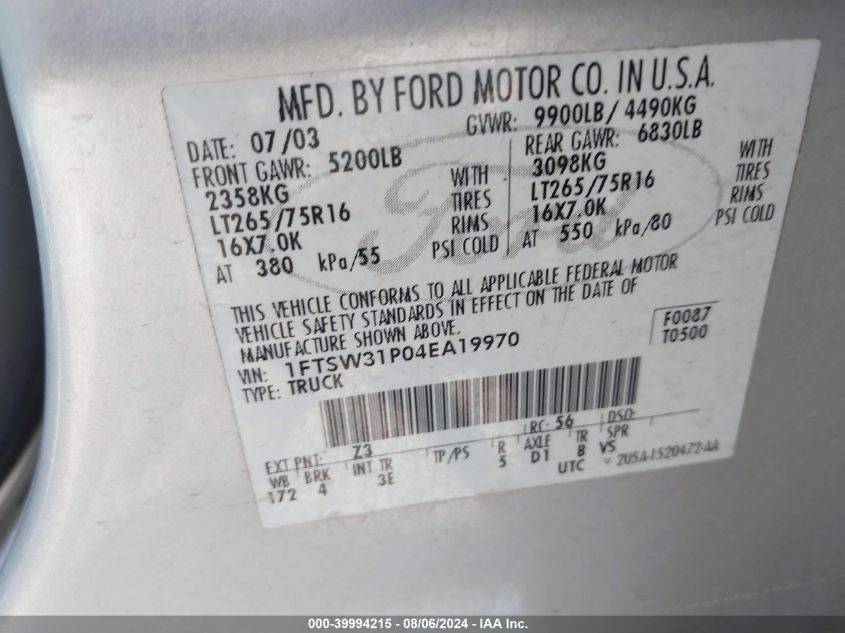 MFD. BY FORD MOTOR CO. IN U.S.A.
DATE: 07/03 GVWR: 9900LB/ 4490KG
FRONT GAWR: 5200LB REAR GAWR: 6830LB
2358KG WITH 3098KG WITH
LT265/75R16 TIRES LT265/75R16 TIRES
16X7.0K RIMS 16X7.0K RIMS
AT 380 kPa/55 PSI COLD AT 550 kPa/80 PSI COLD
Ford
THIS VEHICLE CONFORMS TO ALL APPLICABLE FEDERAL MOTOR
VEHICLE SAFETY STANDARDS IN EFFECT ON THE DATE OF
MANUFACTURE SHOWN ABOVE.
F0087
T0500
VIN: 1FTSW31P04EA19970
TYPE: TRUCK
EXT PNT: Z3 RC: 56 DSO:
WB BRK INT TR TP/PS R AXLE TR SPR
172 4 3E 5 D1 B VS
UTC 2U5A-1520472-AA
000-39994215 - 08/06/2024 - IAA Inc.